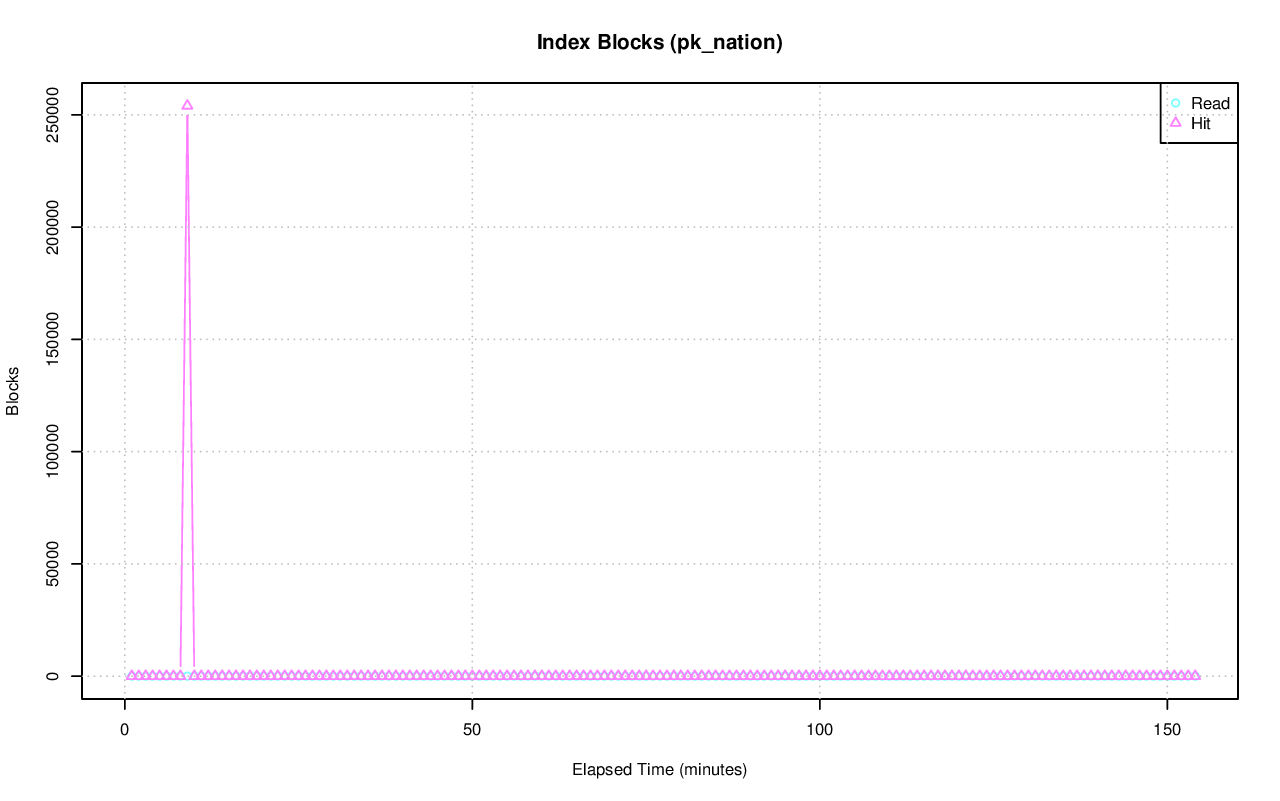 Index Blocks (pk_nation)
Read
Hit
250000
200000
150000
100000
50000
0
Blocks
0 50 100 150
Elapsed Time (minutes)